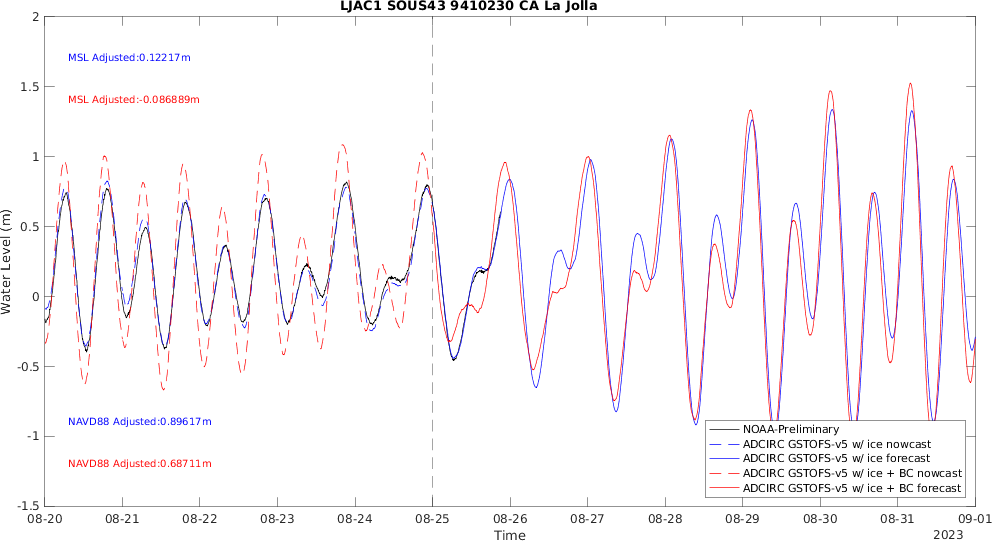 LJAC1 SOUS43 9410230 CA La Jolla
2
1.5
1
0.5
0
-0.5
-1
-1.5
Water Level (m)
MSL Adjusted:0.12217m
MSL Adjusted:-0.086889m
NAVD88 Adjusted:0.89617m
NAVD88 Adjusted:0.68711m
NOAA-Preliminary
ADCIRC GSTOFS-v5 w/ ice nowcast
ADCIRC GSTOFS-v5 w/ ice forecast
ADCIRC GSTOFS-v5 w/ ice + BC nowcast
ADCIRC GSTOFS-v5 w/ ice + BC forecast
08-20 08-21 08-22 08-23 08-24 08-25 08-26 08-27 08-28 08-29 08-30 08-31 09-01
Time
2023